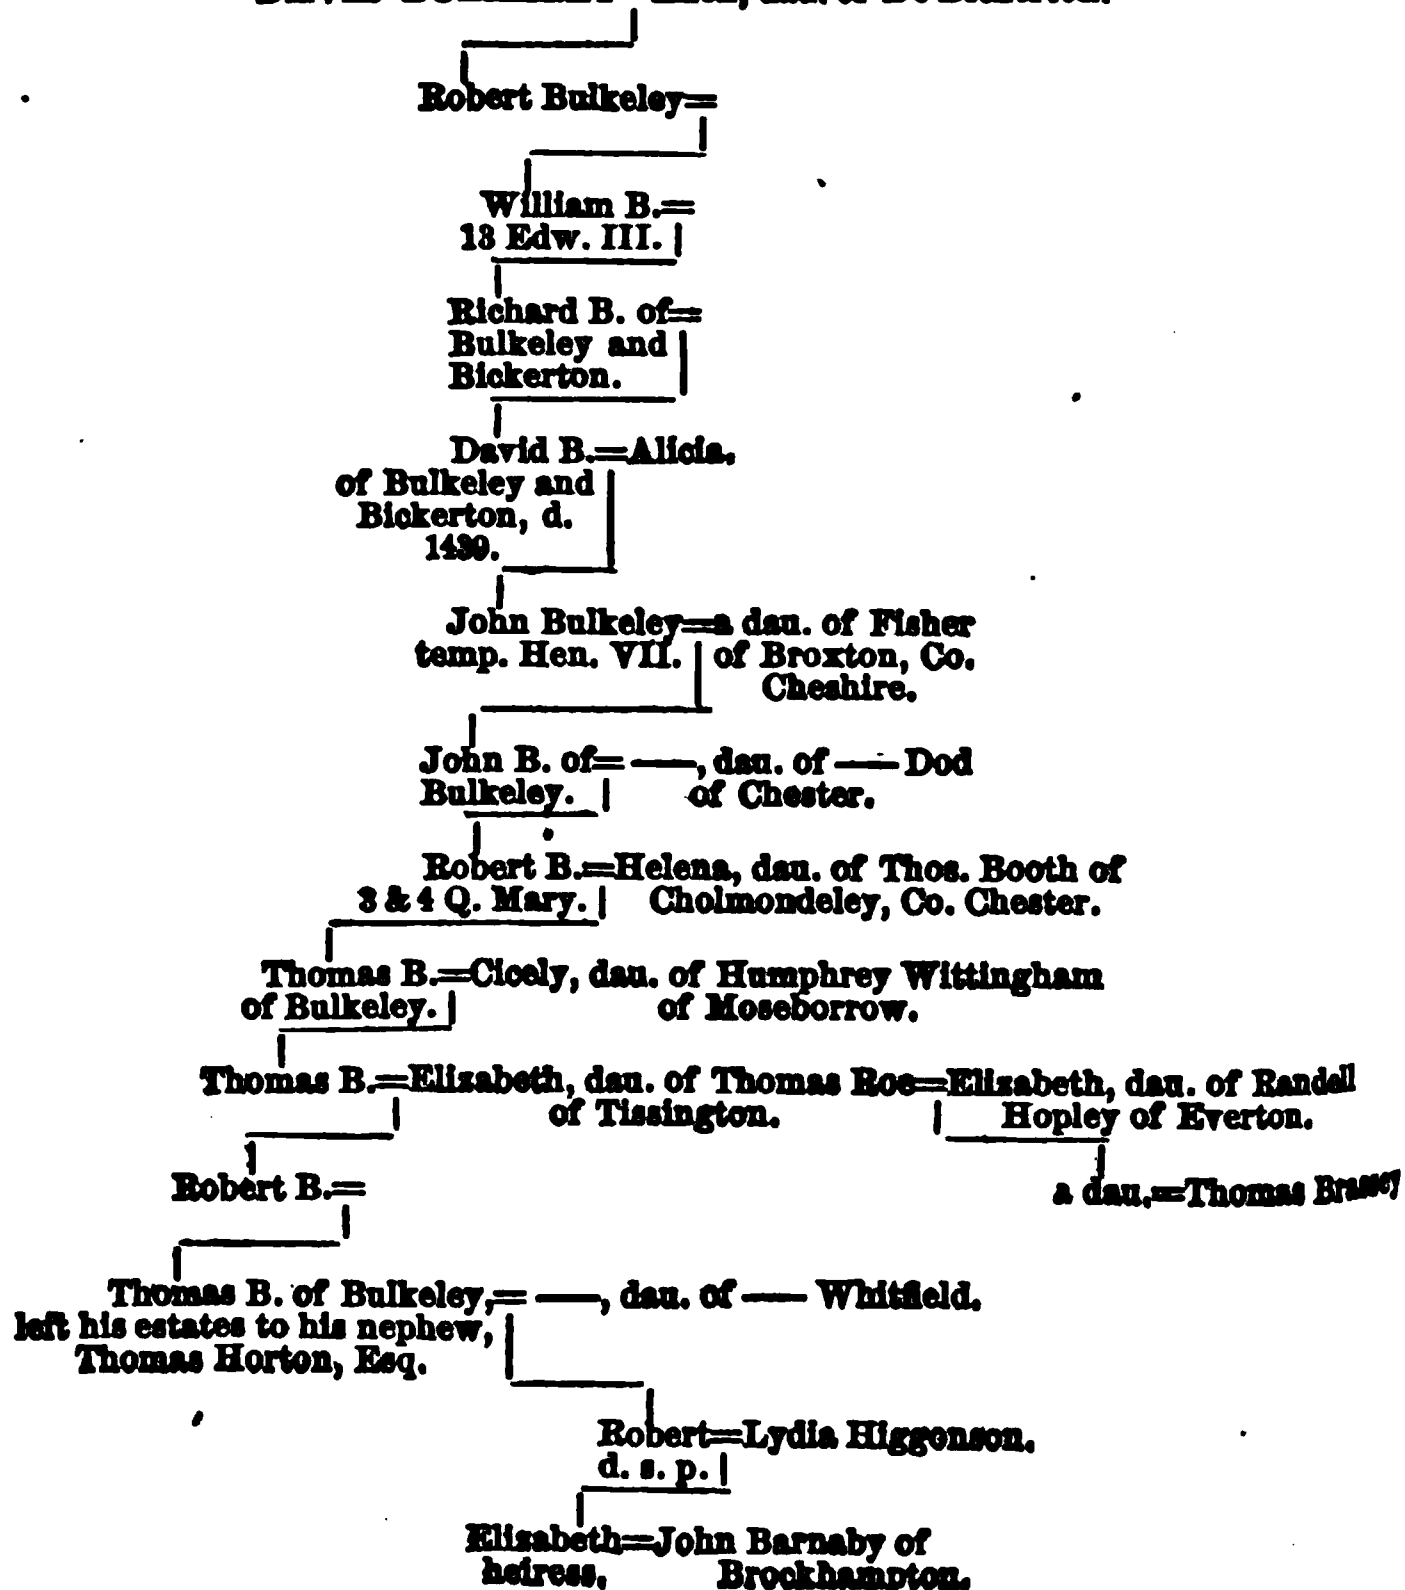 Robert Bulkeley=
William B.=
13 Edw. III.
Richard B. of=
Bulkeley and
Bickerton.
David B.=Alicia.
of Bulkeley and
Bickerton, d.
1439.
John Bulkeley=a dau. of Fisher
temp. Hen. VII. of Broxton, Co.
Cheshire.
John B. of= ——, dau. of —— Dod
Bulkeley. of Chester.
Robert B.=Helena, dau. of Thos. Booth of
3 & 4 Q. Mary. Cholmondeley, Co. Chester.
Thomas B.=Cicely, dau. of Humphrey Wittingham
of Bulkeley. of Moseborrow.
Thomas B.=Elizabeth, dau. of Thomas Roe=Elizabeth, dau. of Randell
of Tissington. Hopley of Everton.
Robert B.=
a dau.=Thomas Brassey
Thomas B. of Bulkeley,= ——, dau. of —— Whitfield.
left his estates to his nephew,
Thomas Horton, Esq.
Robert=Lydia Higgonson.
d. s. p.
Elizabeth=John Barnaby of
heiress. Brockhampton.